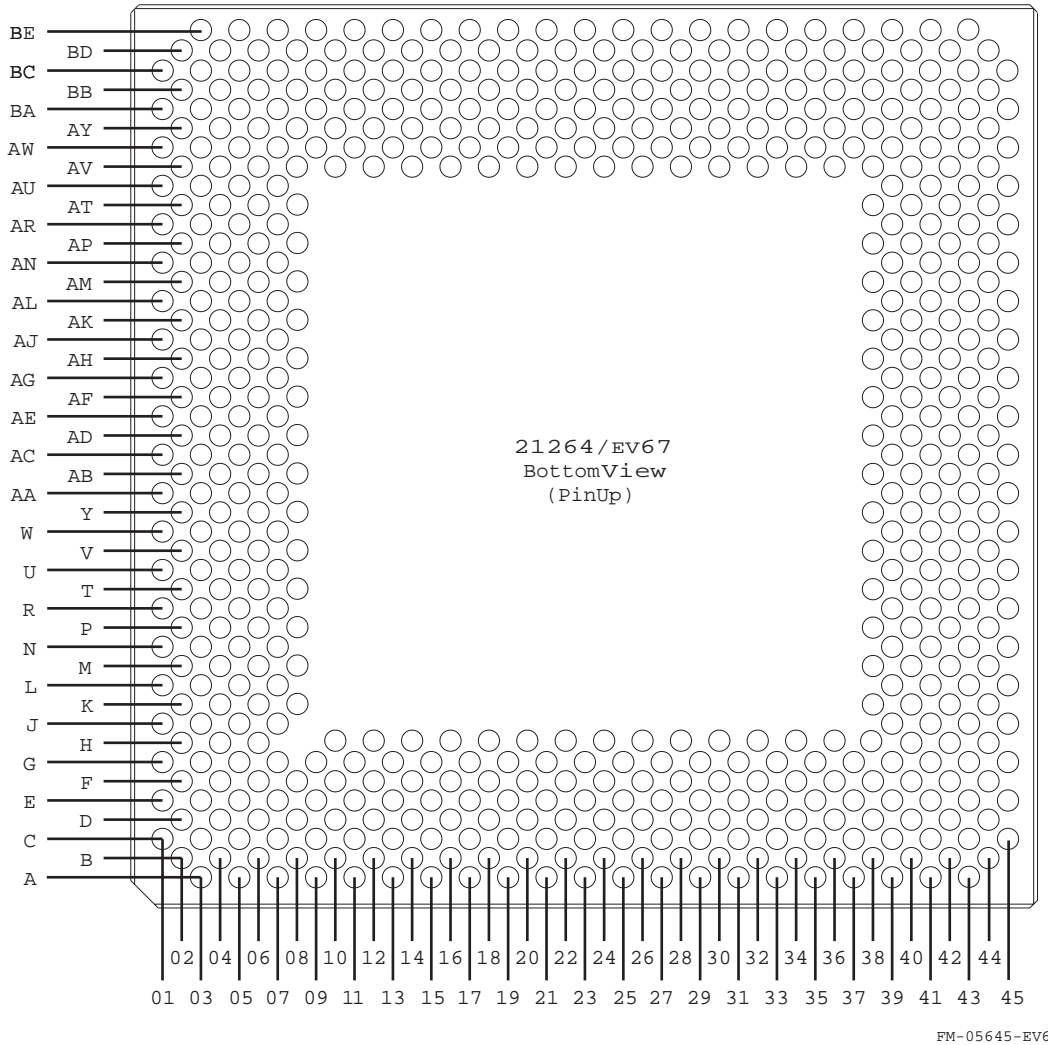 BE
BD
BC
BB
BA
AY
AW
AV
AU
AT
AR
AP
AN
AM
AL
AK
AJ
AH
AG
AF
AE
AD
AC
AB
AA
Y
W
V
U
T
R
P
N
M
L
K
J
H
G
F
E
D
C
B
A
21264/EV67
BottomView
(PinUp)
02 04 06 08 10 12 14 16 18 20 22 24 26 28 30 32 34 36 38 40 42 44
01 03 05 07 09 11 13 15 17 19 21 23 25 27 29 31 33 35 37 39 41 43 45
FM-05645-EV6